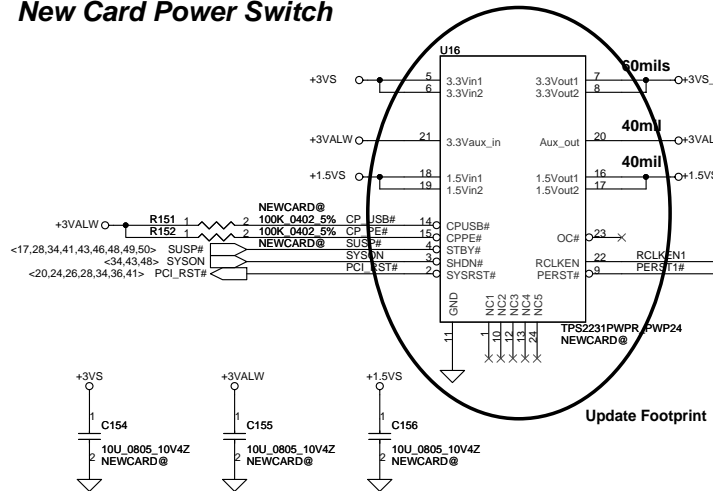 New Card Power Switch
U16
60mils
+3VS
5
6
3.3Vin1
3.3Vin2
3.3Vout1
3.3Vout2
7
8
+3VS_
40mil
+3VALW
21
3.3Vaux_in
Aux_out
20
+3VAL
40mil
+1.5VS
18
19
1.5Vin1
1.5Vin2
1.5Vout1
1.5Vout2
16
17
+1.5VS
NEWCARD@
+3VALW
R151 1 2 100K_0402_5% CP_USB# 14 CPUSB#
R152 1 2 100K_0402_5% CP_PE# 15 CPPE#
NEWCARD@
OC# 23
<17,28,34,41,43,46,48,49,50> SUSP# SUSP# 4 STBY#
<34,43,48> SYSON SYSON 3 SHDN#
RCLKEN 22 RCLKEN1
<20,24,26,28,34,36,41> PCI_RST# PCI_RST# 2 SYSRST#
PERST# 9 PERST1#
GND
NC1
NC2
NC3
NC4
NC5
11
1
10
12
13
24
TPS2231PWPR_PWP24
NEWCARD@
+3VS
+3VALW
+1.5VS
1
C154
2
10U_0805_10V4Z
NEWCARD@
1
C155
2
10U_0805_10V4Z
NEWCARD@
1
C156
2
10U_0805_10V4Z
NEWCARD@
Update Footprint